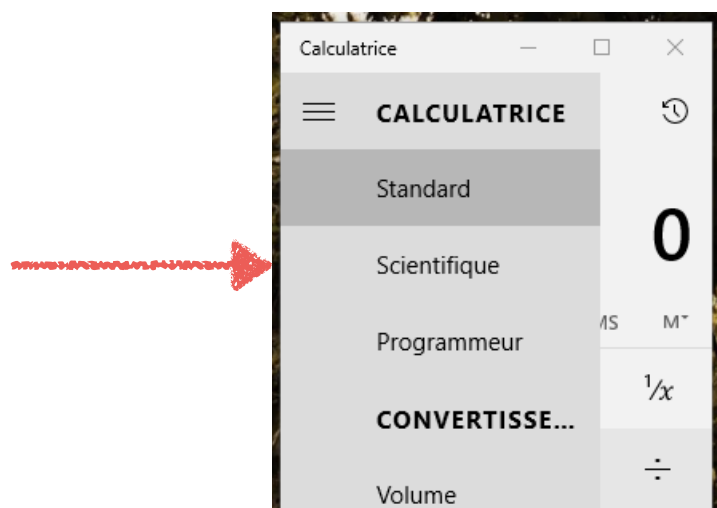 Calculatrice
CALCULATRICE
Standard
0
Scientifique
MS M
Programmeur
1/x
CONVERTISSE...
÷
Volume